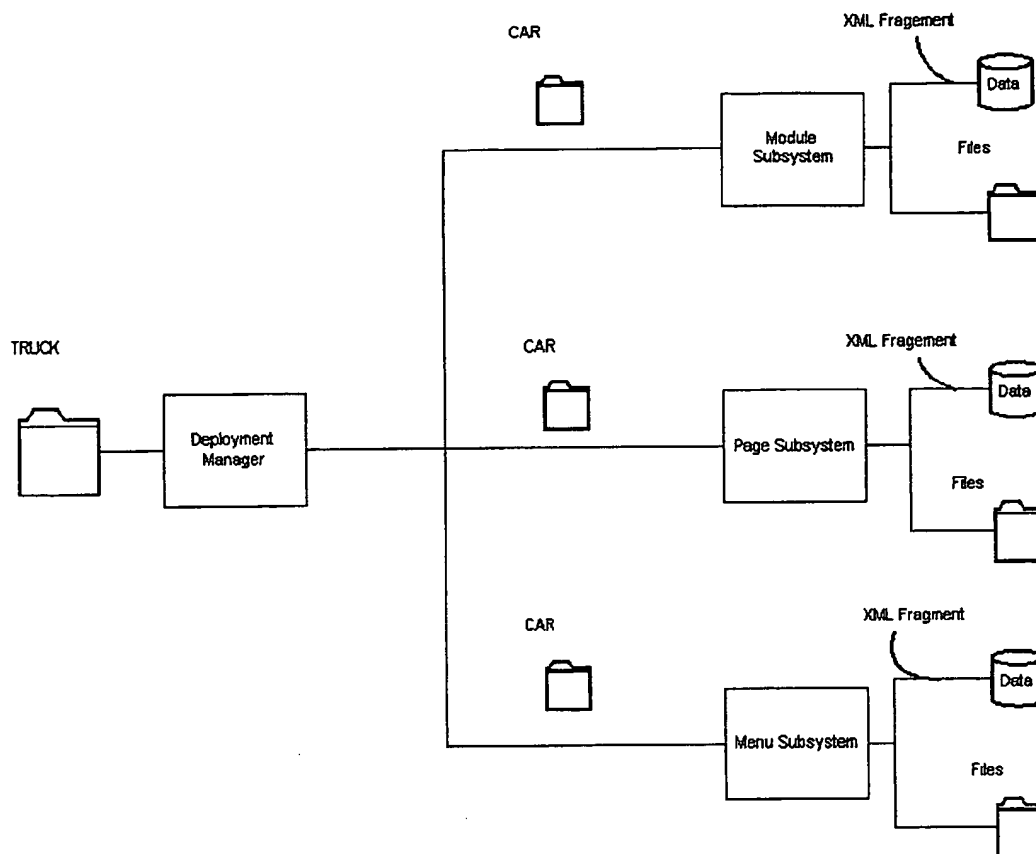 XML Fragement
CAR
Data
Module
Subsystem
Files
TRUCK
CAR
XML Fragement
Data
Deployment
Manager
Page Subsystem
Files
CAR
XML Fragment
Data
Menu Subsystem
Files